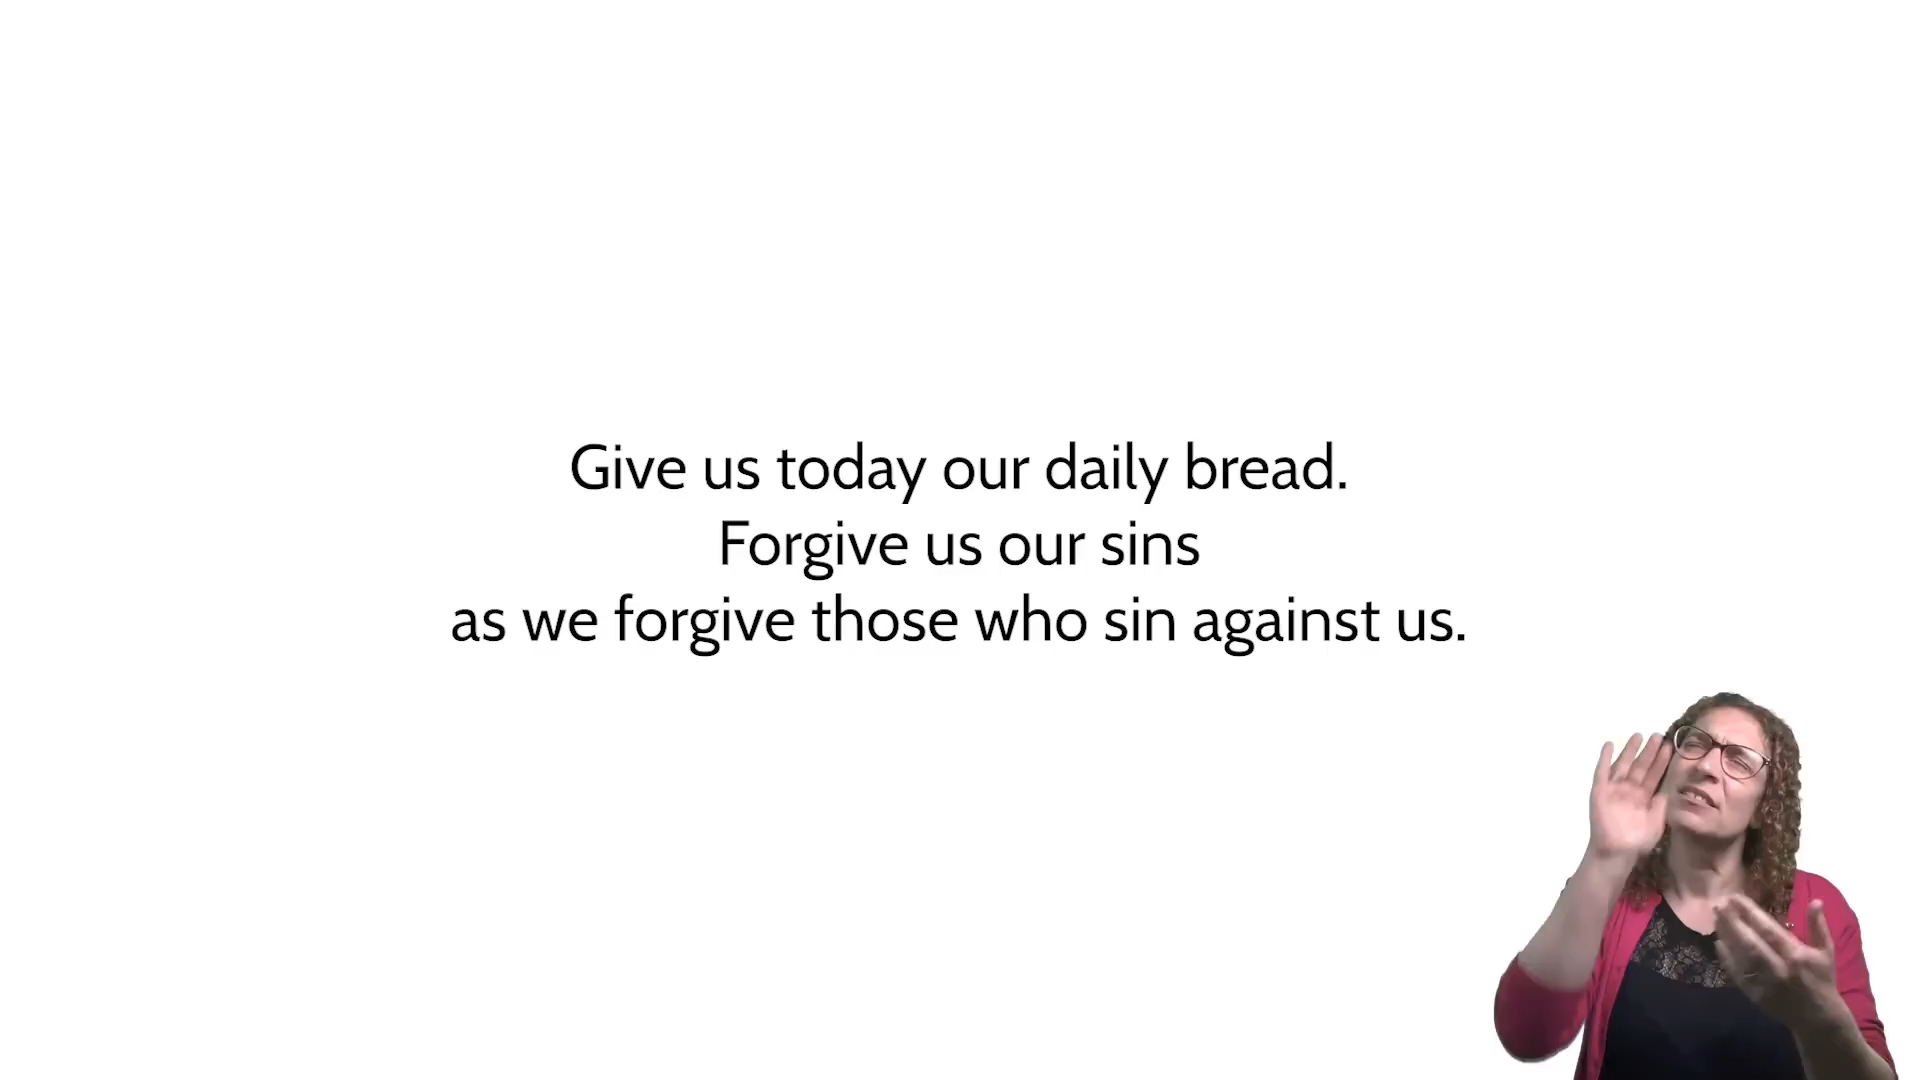 Give us today our daily bread.
Forgive us our sins
as we forgive those who sin against us.